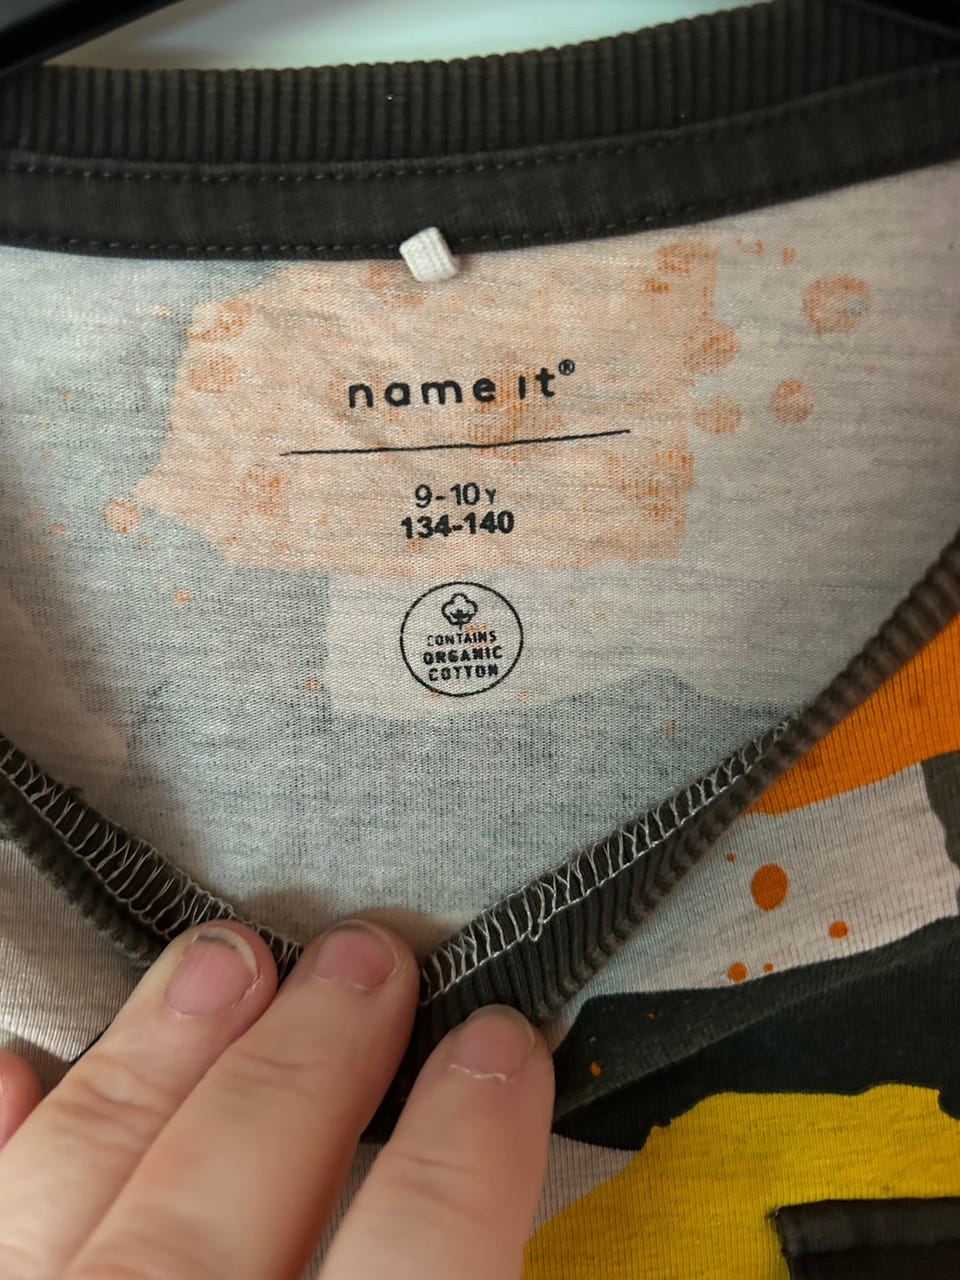 name it®
9-10Y
134-140
CONTAINS
ORGANIC
COTTON